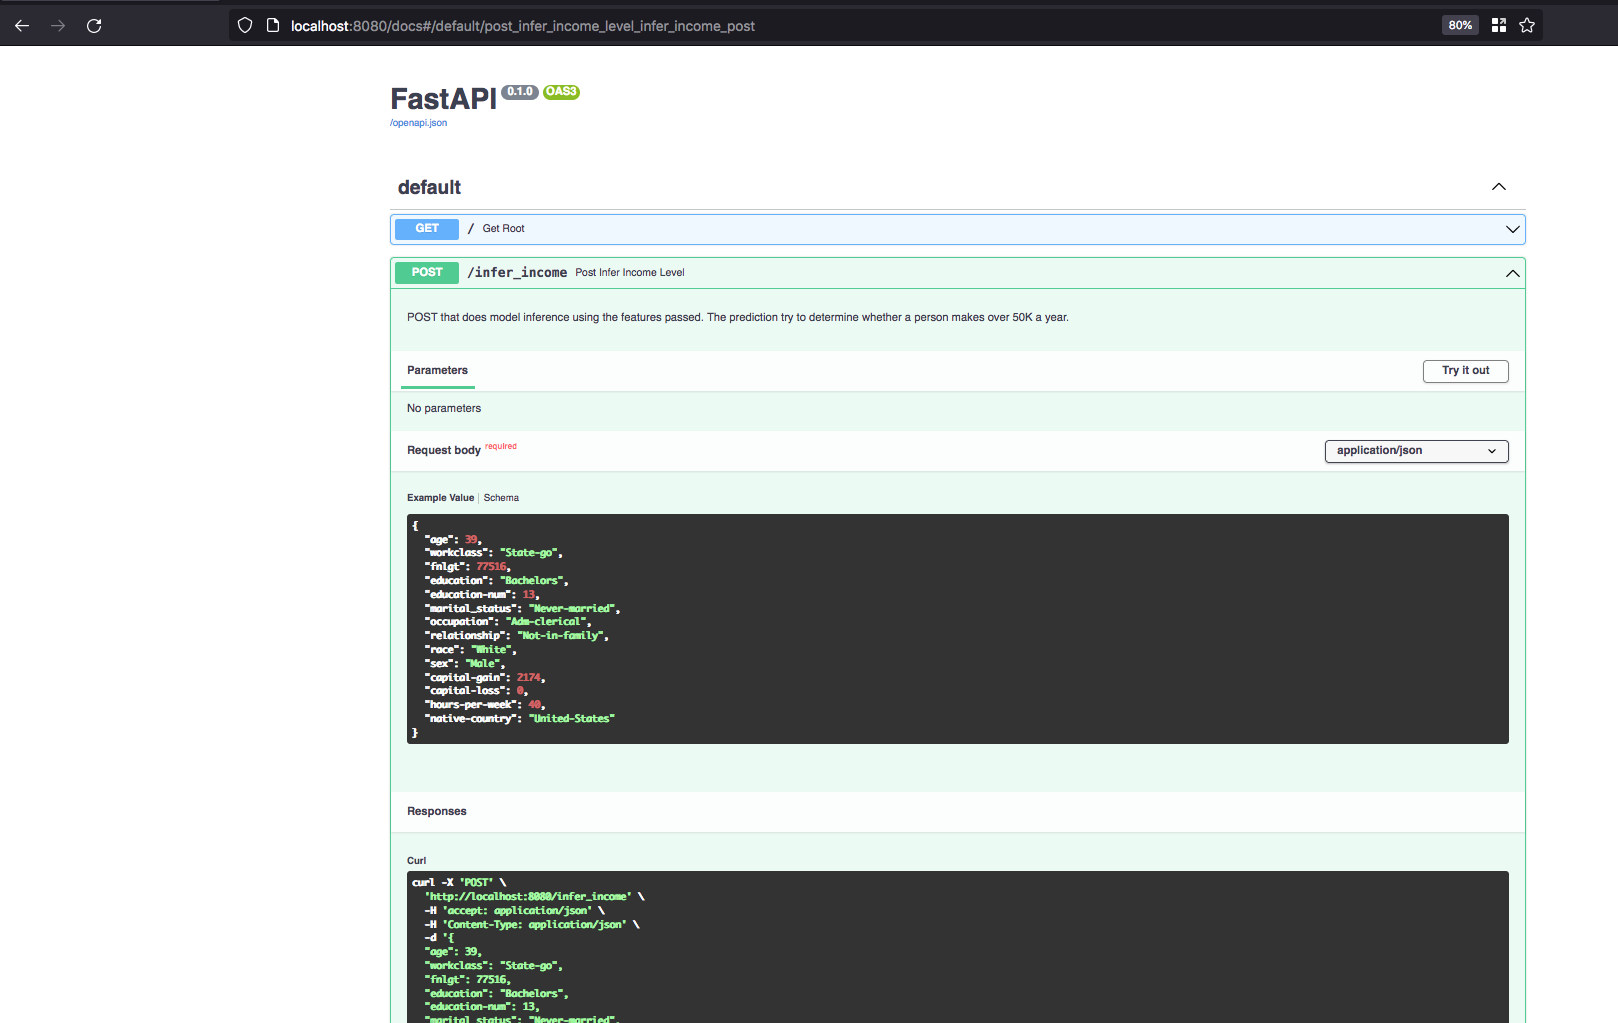 localhost:8080/docs#/default/post_infer_income_level_infer_income_post
80%
FastAPI 0.1.0 OAS3
/openapi.json
default
GET / Get Root
POST /infer_income Post Infer Income Level
POST that does model inference using the features passed. The prediction try to determine whether a person makes over 50K a year.
Parameters
Try it out
No parameters
Request body required
application/json
Example Value | Schema
{
"age": 39,
"workclass": "State-go",
"fnlgt": 77516,
"education": "Bachelors",
"education-num": 13,
"marital_status": "Never-married",
"occupation": "Adm-clerical",
"relationship": "Not-in-family",
"race": "White",
"sex": "Male",
"capital-gain": 2174,
"capital-loss": 0,
"hours-per-week": 40,
"native-country": "United-States"
}
Responses
Curl
curl -X 'POST' \
'http://localhost:8080/infer_income' \
-H 'accept: application/json' \
-H 'Content-Type: application/json' \
-d '{
"age": 39,
"workclass": "State-go",
"fnlgt": 77516,
"education": "Bachelors",
"education-num": 13,
"marital_status": "Never-married",